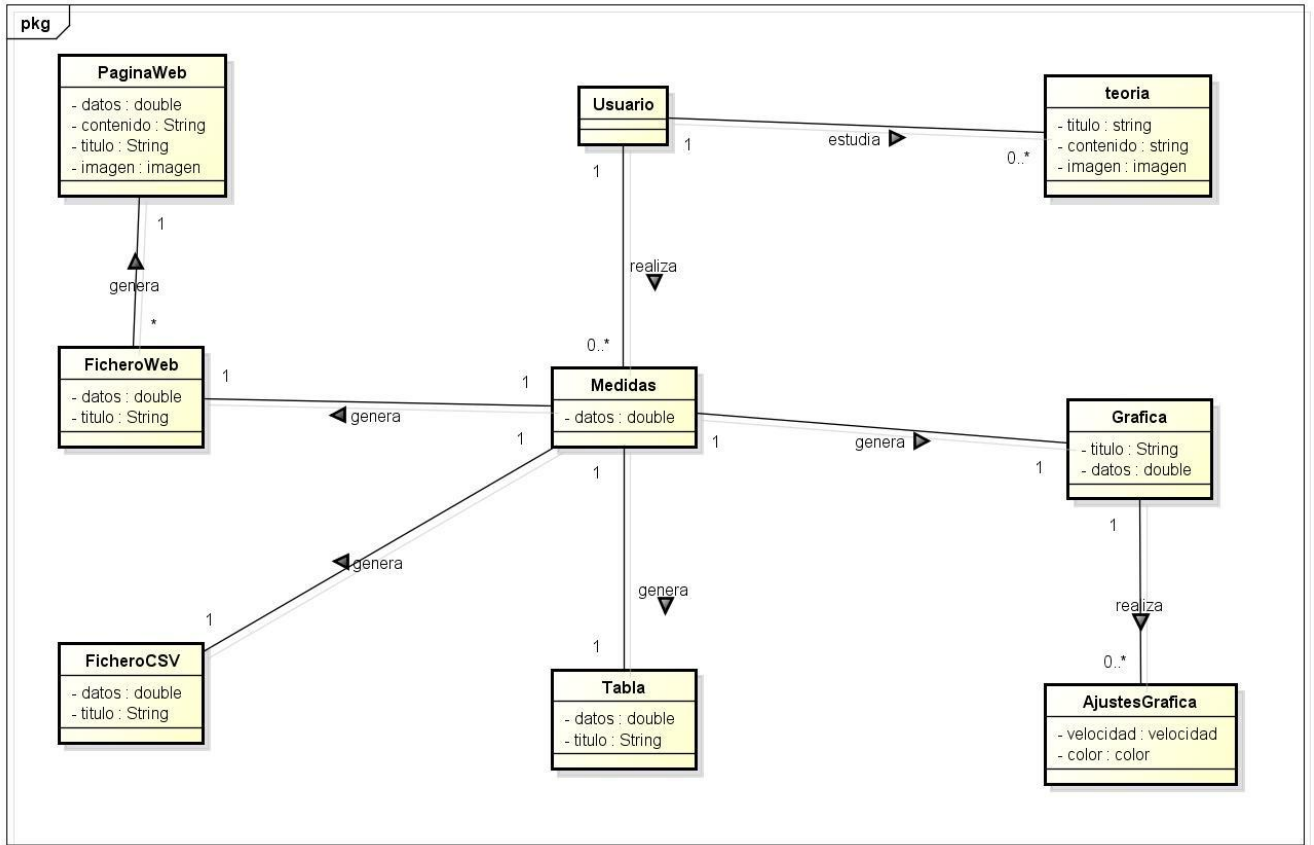 pkg
PaginaWeb
- datos : double
- contenido : String
- titulo : String
- imagen : imagen
Usuario
teoria
- titulo : string
- contenido : string
- imagen : imagen
1
estudia
0..*
1
1
genera
*
realiza
0..*
FicheroWeb
- datos : double
- titulo : String
1
genera
1
Medidas
- datos : double
1
genera
1
Grafica
- titulo : String
- datos : double
1
genera
1
1
genera
1
1
realiza
0..*
FicheroCSV
- datos : double
- titulo : String
Tabla
- datos : double
- titulo : String
AjustesGrafica
- velocidad : velocidad
- color : color